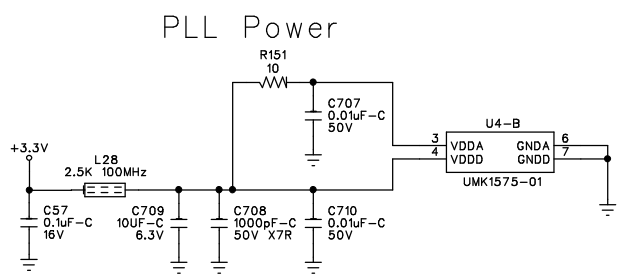 PLL Power
R151
10
C707
0.01uF-C
50V
U4-B
3 VDDA GNDA 6
4 VDDD GNDD 7
UMK1575-01
+3.3V
L28
2.5K 100MHz
C57
0.1uF-C
16V
C709
10UF-C
6.3V
C708
1000pF-C
50V X7R
C710
0.01uF-C
50V